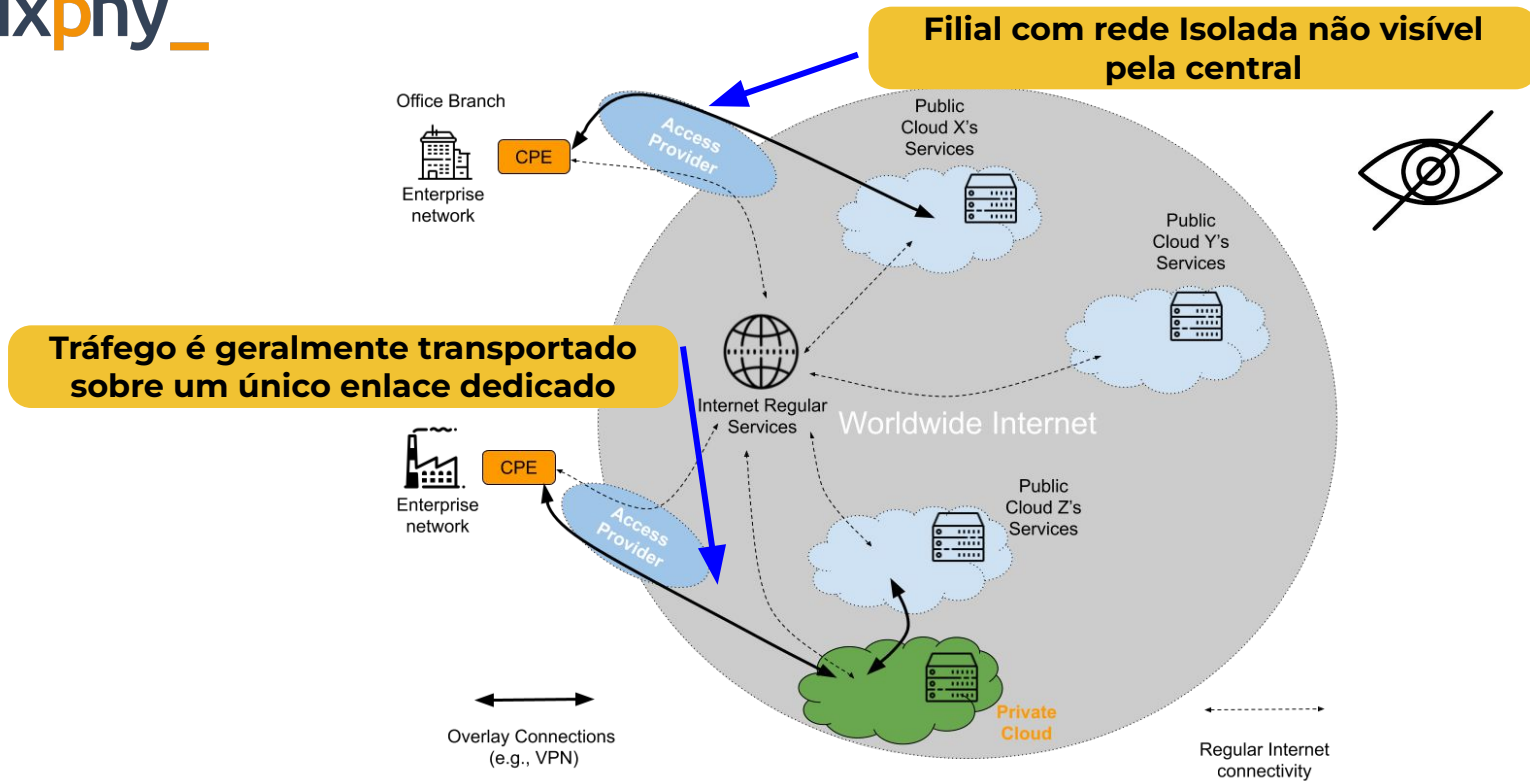 ixphy_
Filial com rede Isolada não visível
pela central
Office Branch
CPE
Enterprise
network
Access
Provider
Public
Cloud X's
Services
Public
Cloud Y's
Services
Tráfego é geralmente transportado
sobre um único enlace dedicado
Internet Regular
Services
Worldwide Internet
CPE
Enterprise
network
Access
Provider
Public
Cloud Z's
Services
Private
Cloud
Overlay Connections
(e.g., VPN)
Regular Internet
connectivity